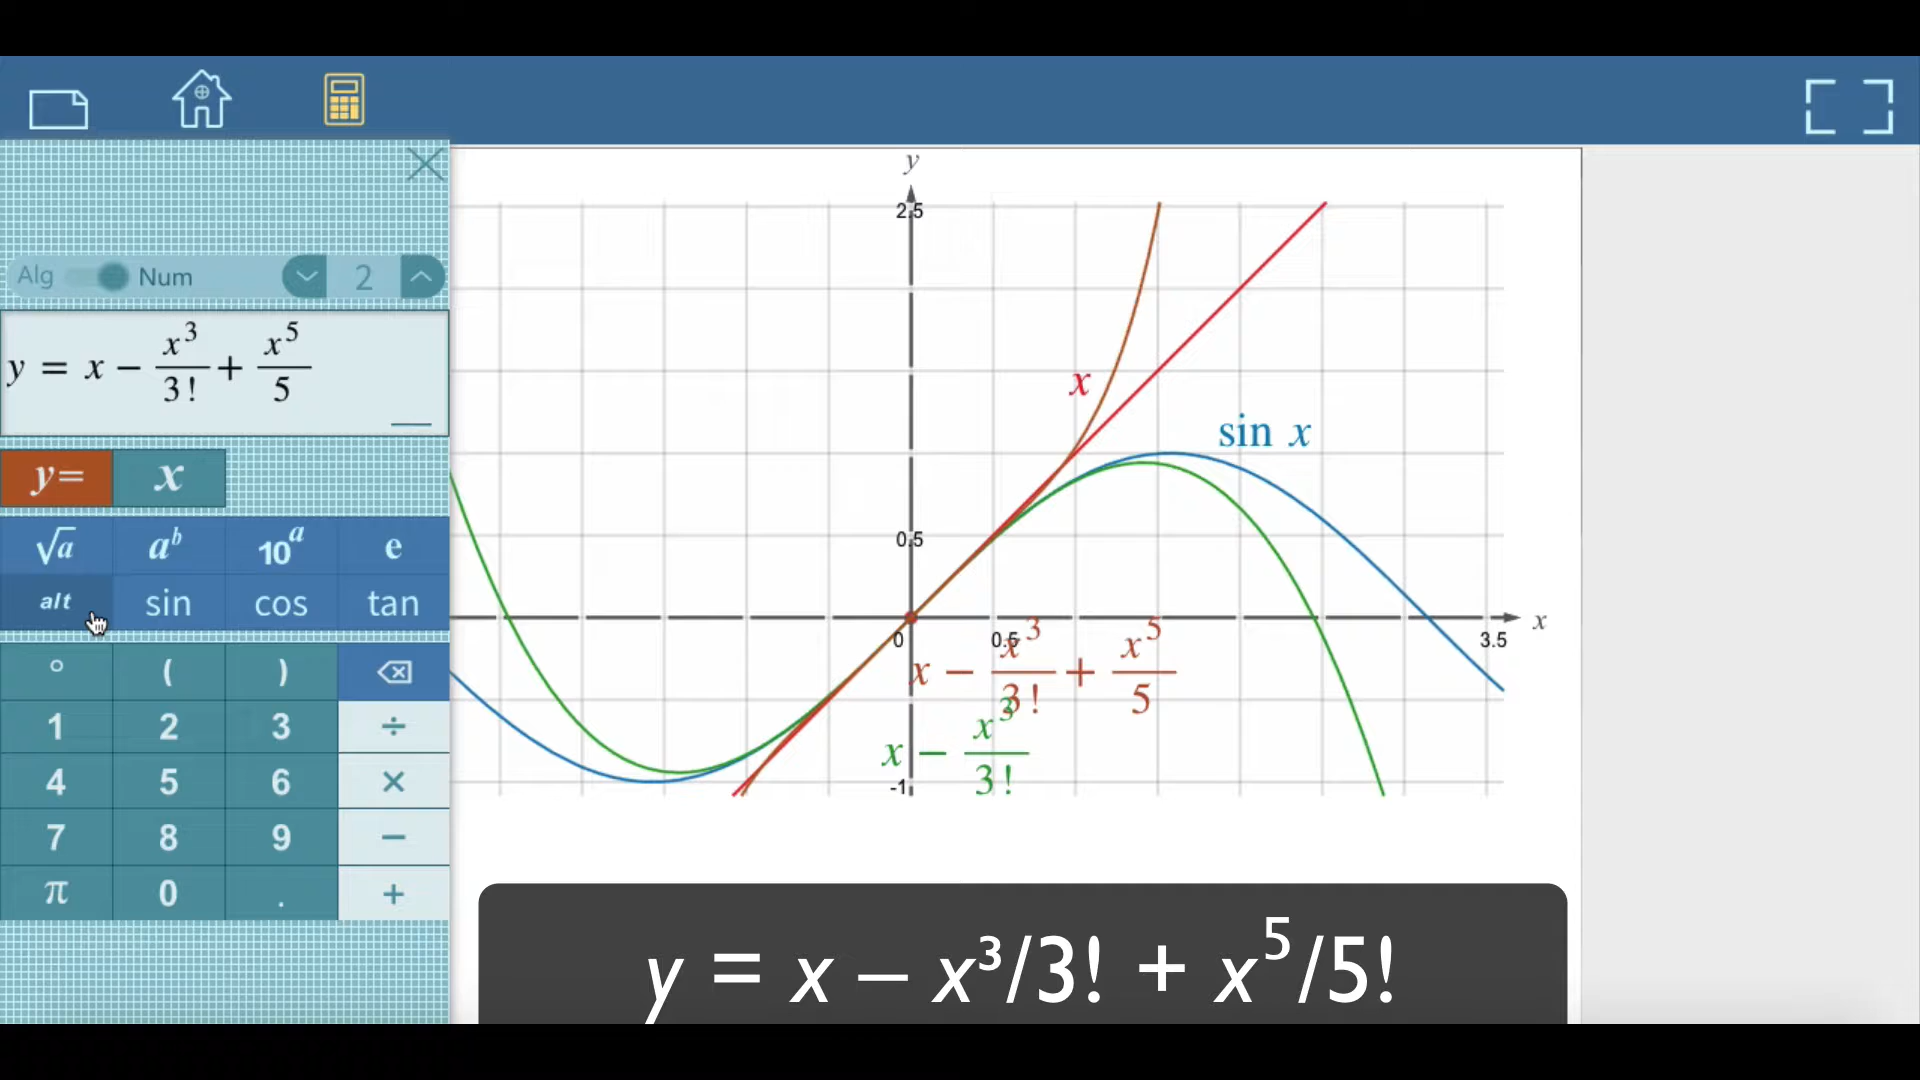 Alg Num 2
y = x − x³/3! + x⁵/5
y= x
√a aᵇ 10ᵃ e
alt sin cos tan
° ( ) ⌫
1 2 3 ÷
4 5 6 ×
7 8 9 −
π 0 . +
y
2.5
x
sin x
0.5
x
0 0.5 3.5
x − x³/3! + x⁵/5
x − x³/3!
-1
y = x – x³/3! + x⁵/5!